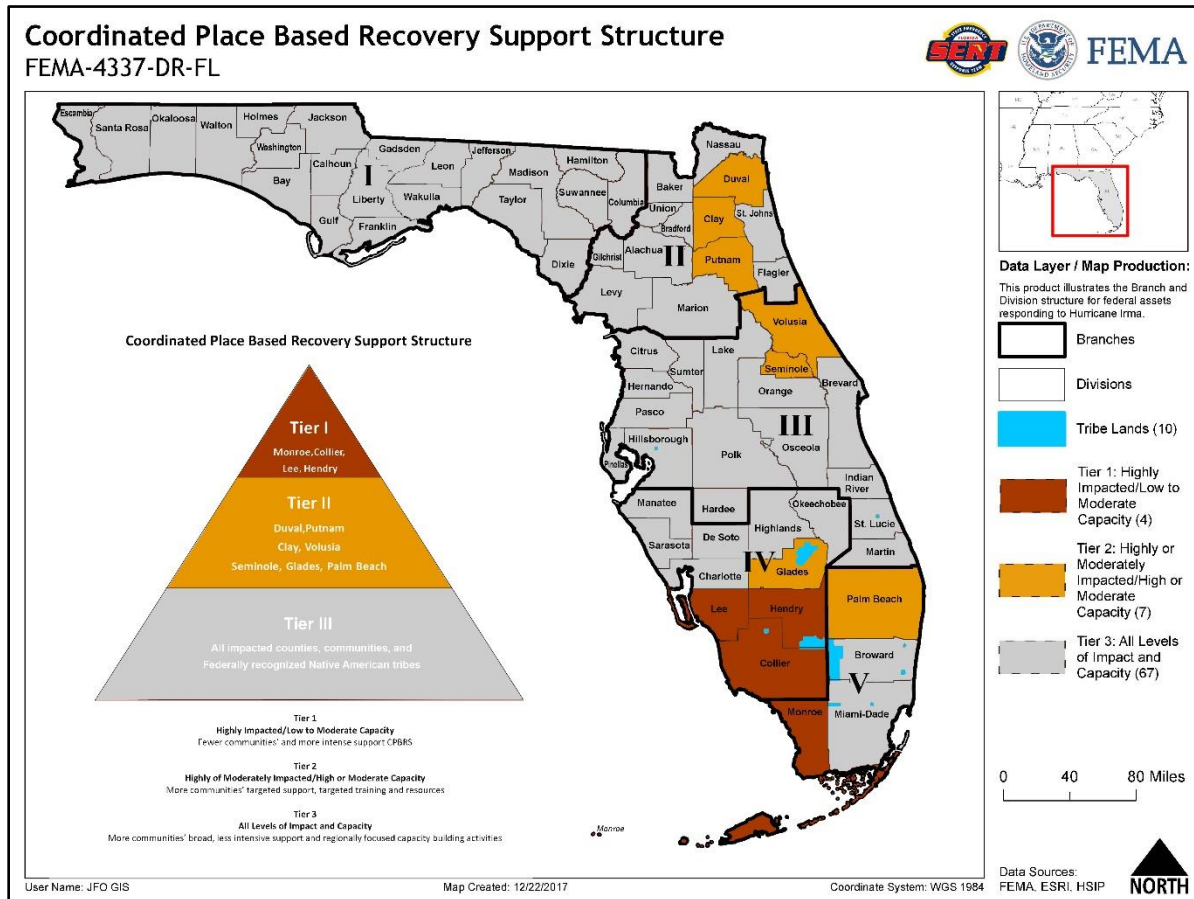 Coordinated Place Based Recovery Support Structure
FEMA-4337-DR-FL
FLORIDA
SERT
STATE EMERGENCY RESPONSE TEAM
U.S. DEPARTMENT OF HOMELAND SECURITY
FEMA
Escambia
Santa Rosa
Okaloosa
Walton
Holmes
Jackson
Washington
Bay
Calhoun
Gulf
Liberty
I
Franklin
Gadsden
Leon
Wakulla
Jefferson
Madison
Taylor
Hamilton
Suwannee
Columbia
Dixie
Nassau
Baker
Duval
Union
Bradford
Clay
St. Johns
Gilchrist
Alachua
II
Putnam
Flagler
Levy
Marion
Volusia
Citrus
Sumter
Lake
Seminole
Hernando
Orange
Brevard
Pasco
III
Hillsborough
Osceola
Pinellas
Polk
Indian
River
Manatee
Hardee
Okeechobee
Highlands
St. Lucie
Sarasota
De Soto
Martin
IV
Charlotte
Glades
Lee
Hendry
Palm Beach
Collier
Broward
V
Monroe
Miami-Dade
Monroe
Coordinated Place Based Recovery Support Structure
Tier I
Monroe,Collier,
Lee, Hendry
Tier II
Duval,Putnam
Clay, Volusia
Seminole, Glades, Palm Beach
Tier III
All impacted counties, communities, and
Federally recognized Native American tribes
Tier 1
Highly Impacted/Low to Moderate Capacity
Fewer communities' and more intense support CPBRS
Tier 2
Highly of Moderately Impacted/High or Moderate Capacity
More communities' targeted support, targeted training and resources
Tier 3
All Levels of Impact and Capacity
More communities' broad, less intensive support and regionally focused capacity building activities
Data Layer / Map Production:
This product illustrates the Branch and
Division structure for federal assets
responding to Hurricane Irma.
Branches
Divisions
Tribe Lands (10)
Tier 1: Highly
Impacted/Low to
Moderate
Capacity (4)
Tier 2: Highly or
Moderately
Impacted/High or
Moderate
Capacity (7)
Tier 3: All Levels
of Impact and
Capacity (67)
0 40 80 Miles
Data Sources:
FEMA, ESRI, HSIP
NORTH
User Name: JFO GIS
Map Created: 12/22/2017
Coordinate System: WGS 1984